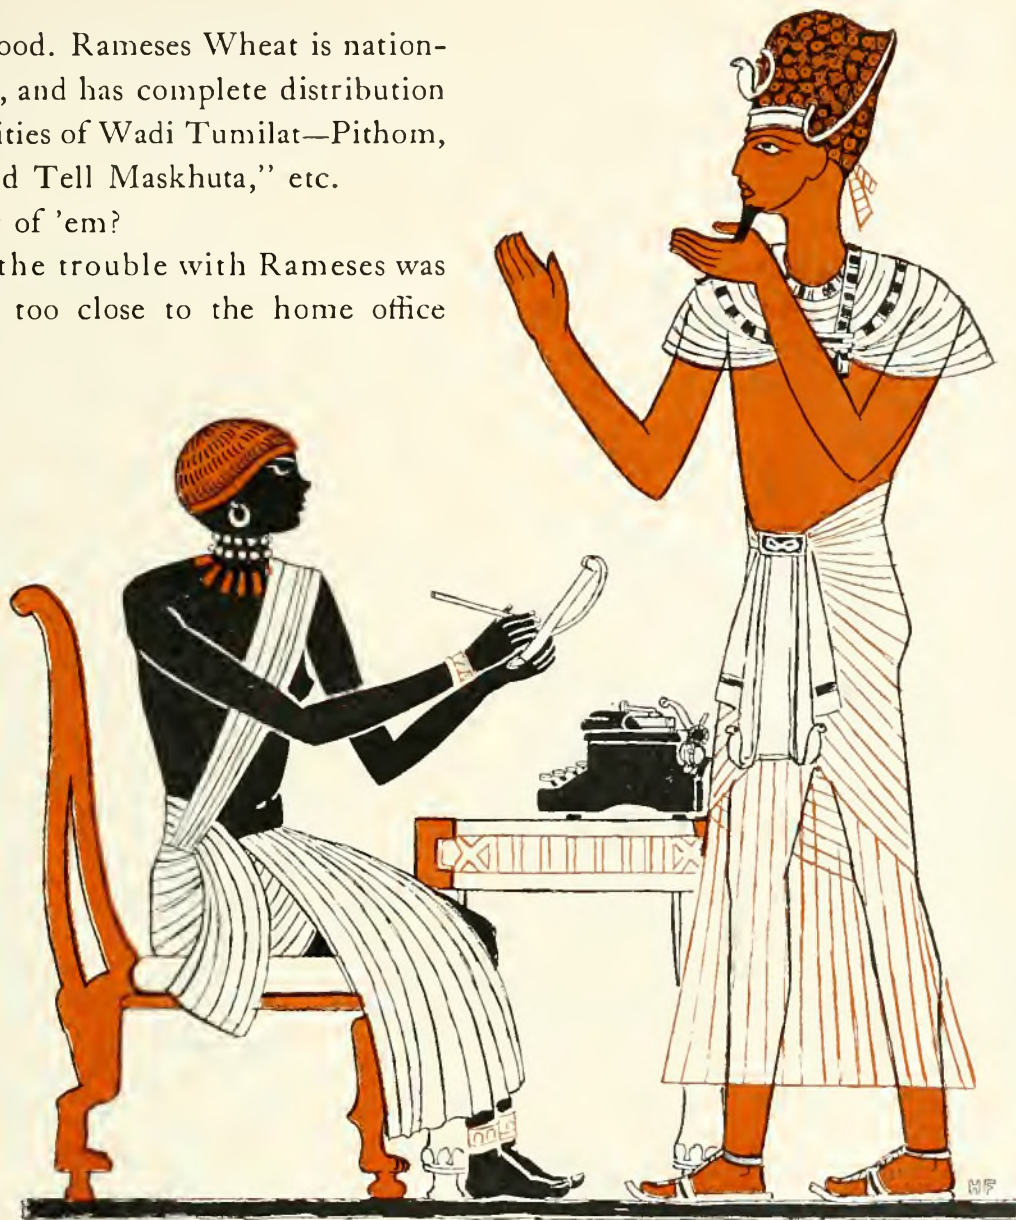 ood. Rameses Wheat is nation-
, and has complete distribution
ities of Wadi Tumilat—Pithom,
d Tell Maskhuta,” etc.
of ’em?
the trouble with Rameses was
too close to the home office
HF